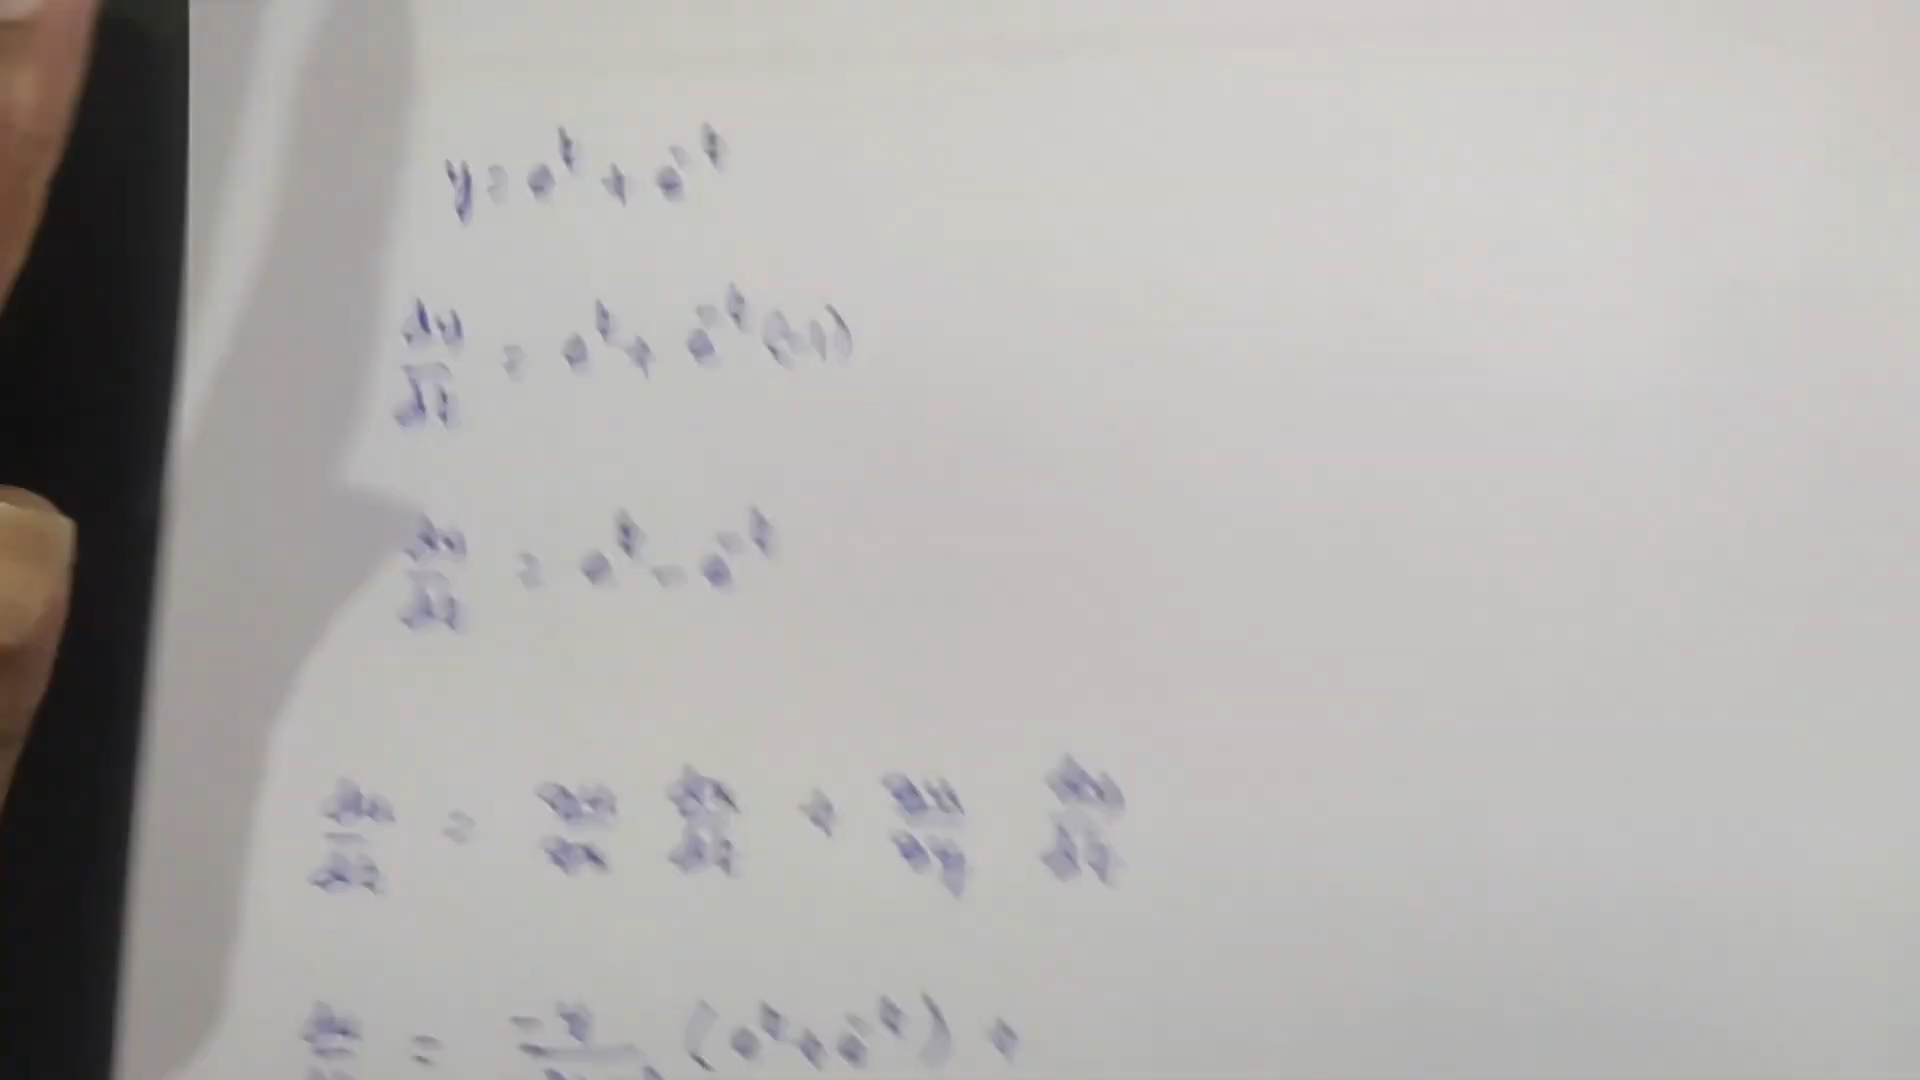 y = e^t + e^-t
dy/dt = e^t + e^-t (-1)
dy/dt = e^t - e^-t
du/dt = ∂u/∂x dx/dt + ∂u/∂y dy/dt
= (e^t + e^-t) +